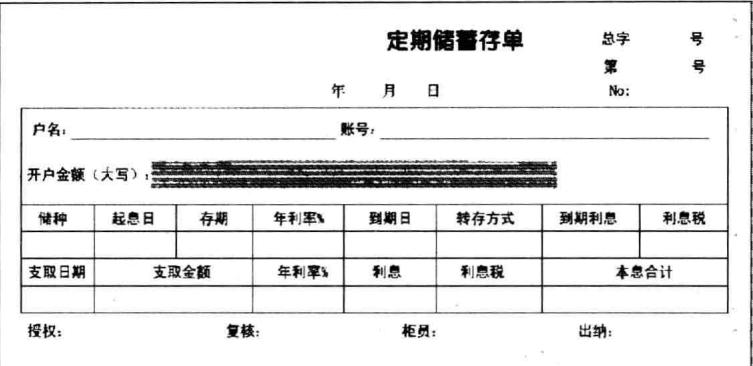 定期储蓄存单 总字 号
第 号
年 月 日 No:
户名: 账号:
开户金额(大写):
储种 起息日 存期 年利率% 到期日 转存方式 到期利息 利息税
支取日期 支取金额 年利率% 利息 利息税 本息合计
授权: 复核: 柜员: 出纳: